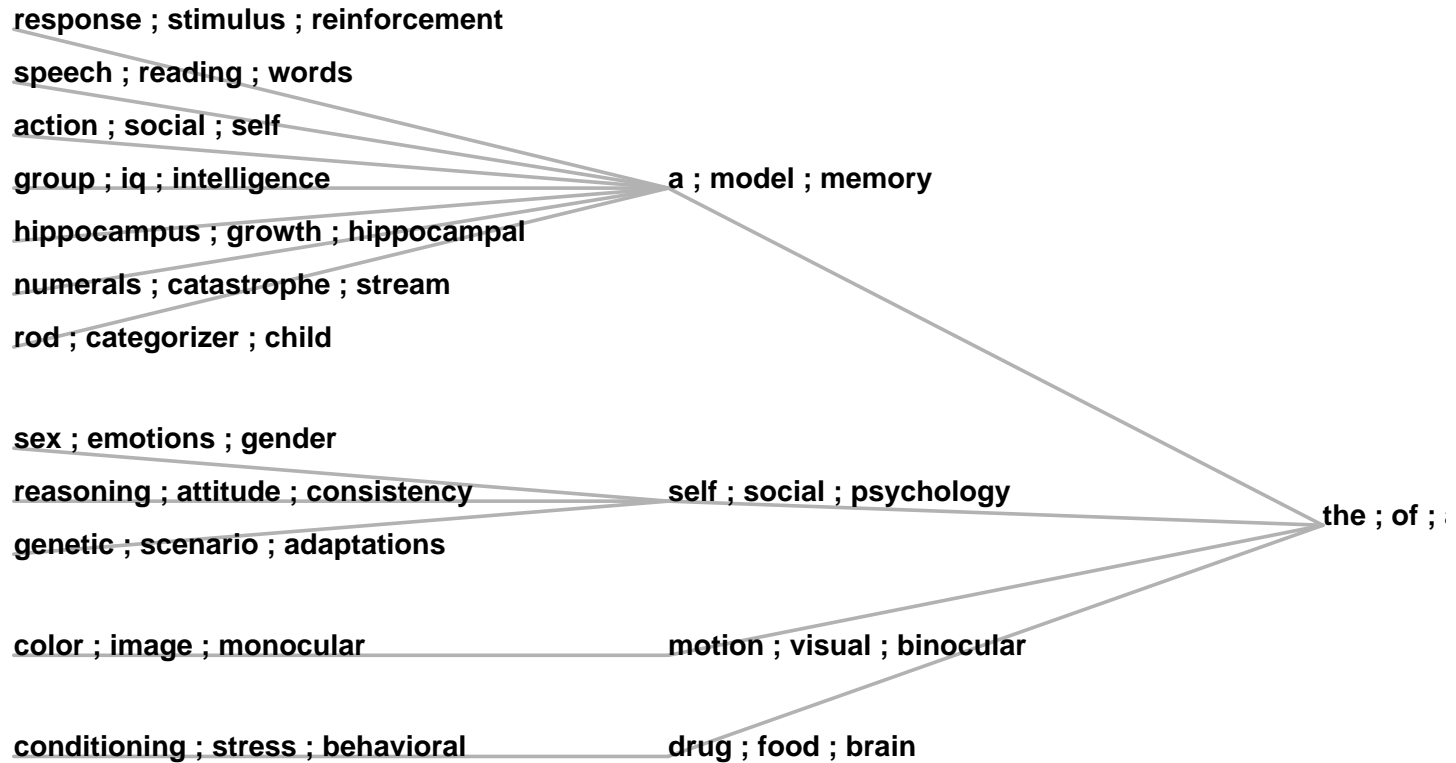 response ; stimulus ; reinforcement
speech ; reading ; words
action ; social ; self
group ; iq ; intelligence
a ; model ; memory
hippocampus ; growth ; hippocampal
numerals ; catastrophe ; stream
rod ; categorizer ; child
sex ; emotions ; gender
reasoning ; attitude ; consistency
self ; social ; psychology
the ; of ;
genetic ; scenario ; adaptations
color ; image ; monocular
motion ; visual ; binocular
conditioning ; stress ; behavioral
drug ; food ; brain